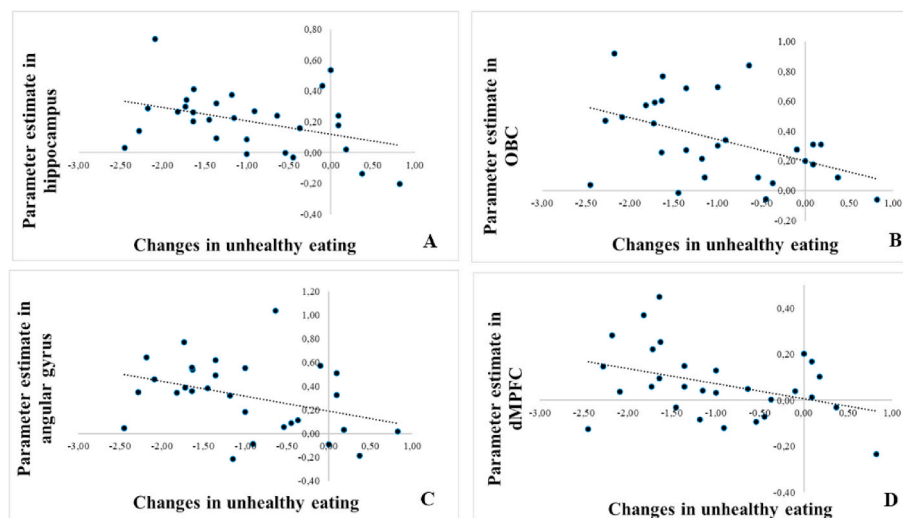 0,80
0,60
0,40
0,20
0,00
-3,00 -2,50 -2,00 -1,50 -1,00 -0,50 0,00 0,50 1,00
-0,20
-0,40
Parameter estimate in
hippocampus
Changes in unhealthy eating
A
1,00
0,80
0,60
0,40
0,20
0,00
-3,00 -2,50 -2,00 -1,50 -1,00 -0,50 0,00 0,50 1,00
-0,20
Parameter estimate in
OBC
Changes in unhealthy eating
B
1,20
1,00
0,80
0,60
0,40
0,20
0,00
-3,00 -2,50 -2,00 -1,50 -1,00 -0,50 0,00 0,50 1,00
-0,20
-0,40
Parameter estimate in
angular gyrus
Changes in unhealthy eating
C
0,40
0,20
0,00
-3,00 -2,50 -2,00 -1,50 -1,00 -0,50 0,00 0,50 1,00
-0,20
-0,40
Parameter estimate in
dMPFC
Changes in unhealthy eating
D